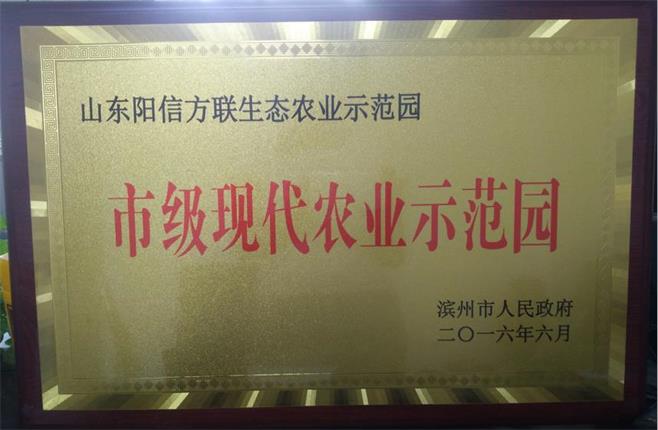 山东阳信方联生态农业示范园
市级现代农业示范园
滨州市人民政府
二〇一六年六月